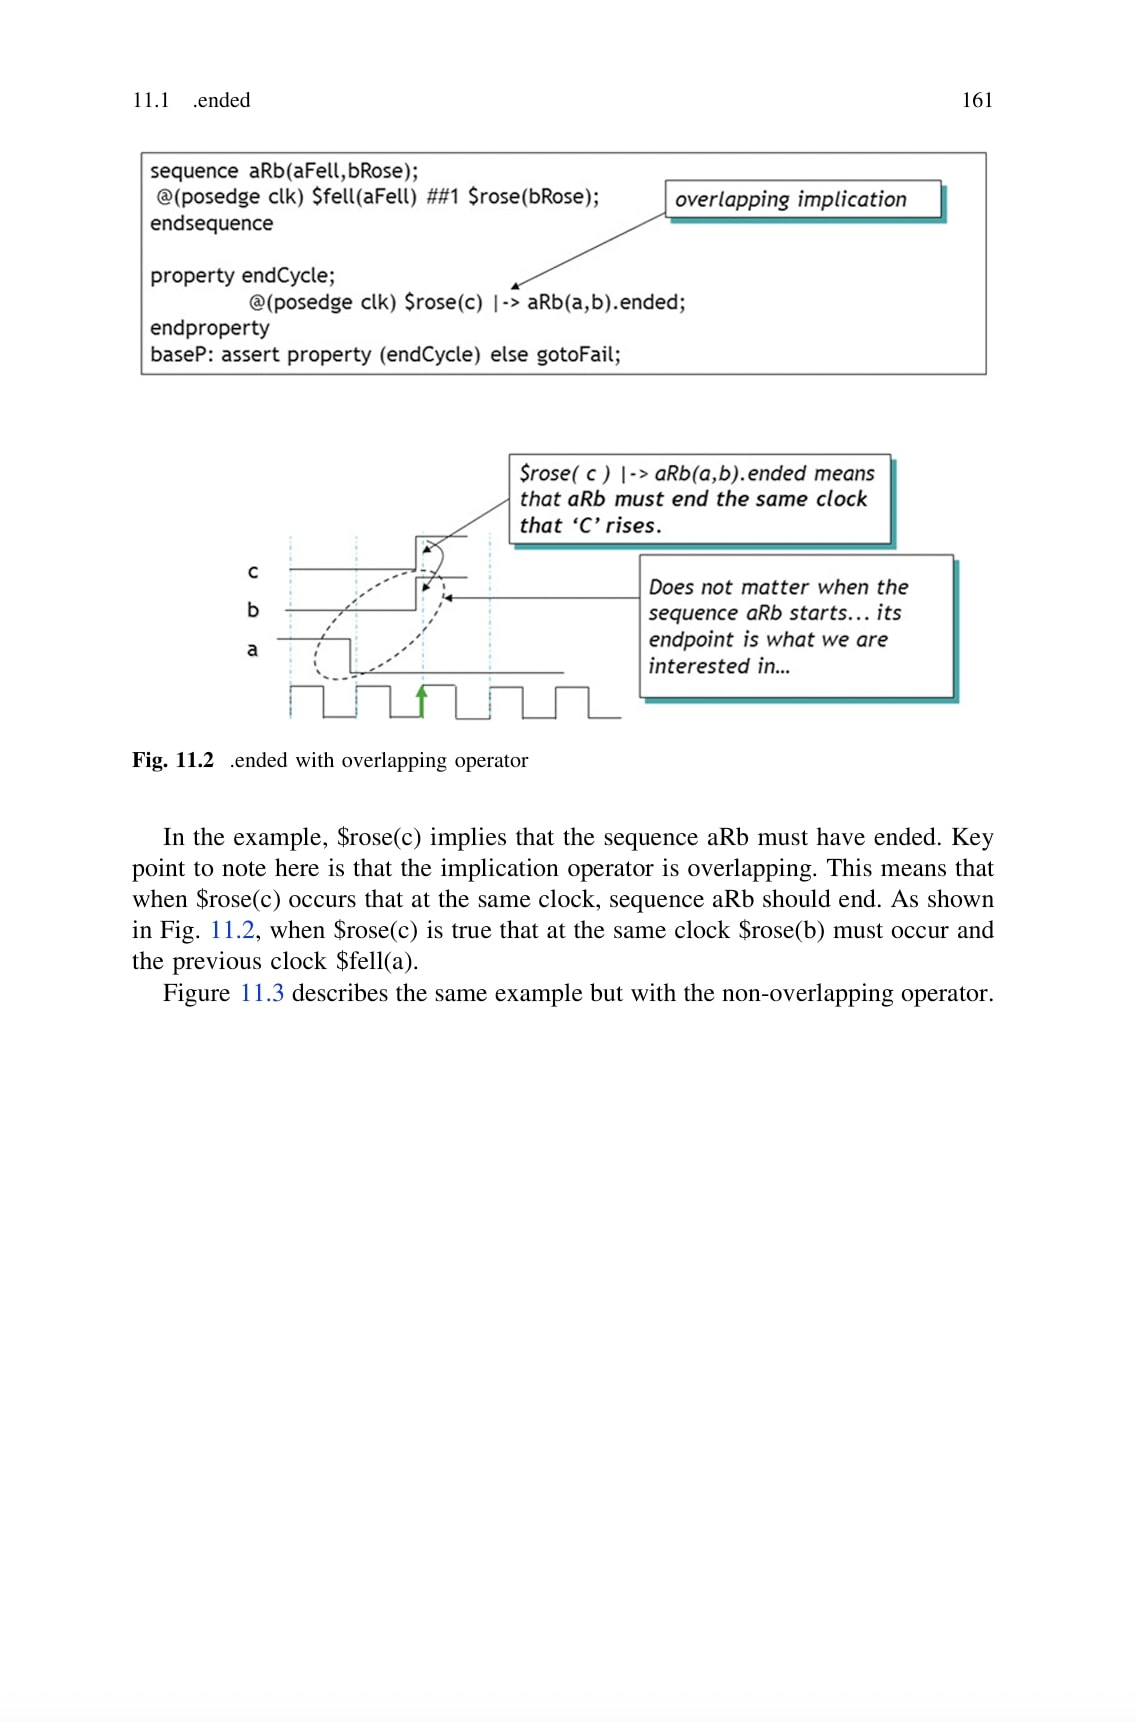 11.1 .ended 161
sequence aRb(aFell,bRose);
@(posedge clk) $fell(aFell) ##1 $rose(bRose);
endsequence
overlapping implication
property endCycle;
@(posedge clk) $rose(c) |-> aRb(a,b).ended;
endproperty
baseP: assert property (endCycle) else gotoFail;
$rose( c ) |-> aRb(a,b).ended means
that aRb must end the same clock
that ‘C’ rises.
c
b
a
Does not matter when the
sequence aRb starts... its
endpoint is what we are
interested in...
Fig. 11.2 .ended with overlapping operator
In the example, $rose(c) implies that the sequence aRb must have ended. Key
point to note here is that the implication operator is overlapping. This means that
when $rose(c) occurs that at the same clock, sequence aRb should end. As shown
in Fig. 11.2, when $rose(c) is true that at the same clock $rose(b) must occur and
the previous clock $fell(a).
Figure 11.3 describes the same example but with the non-overlapping operator.